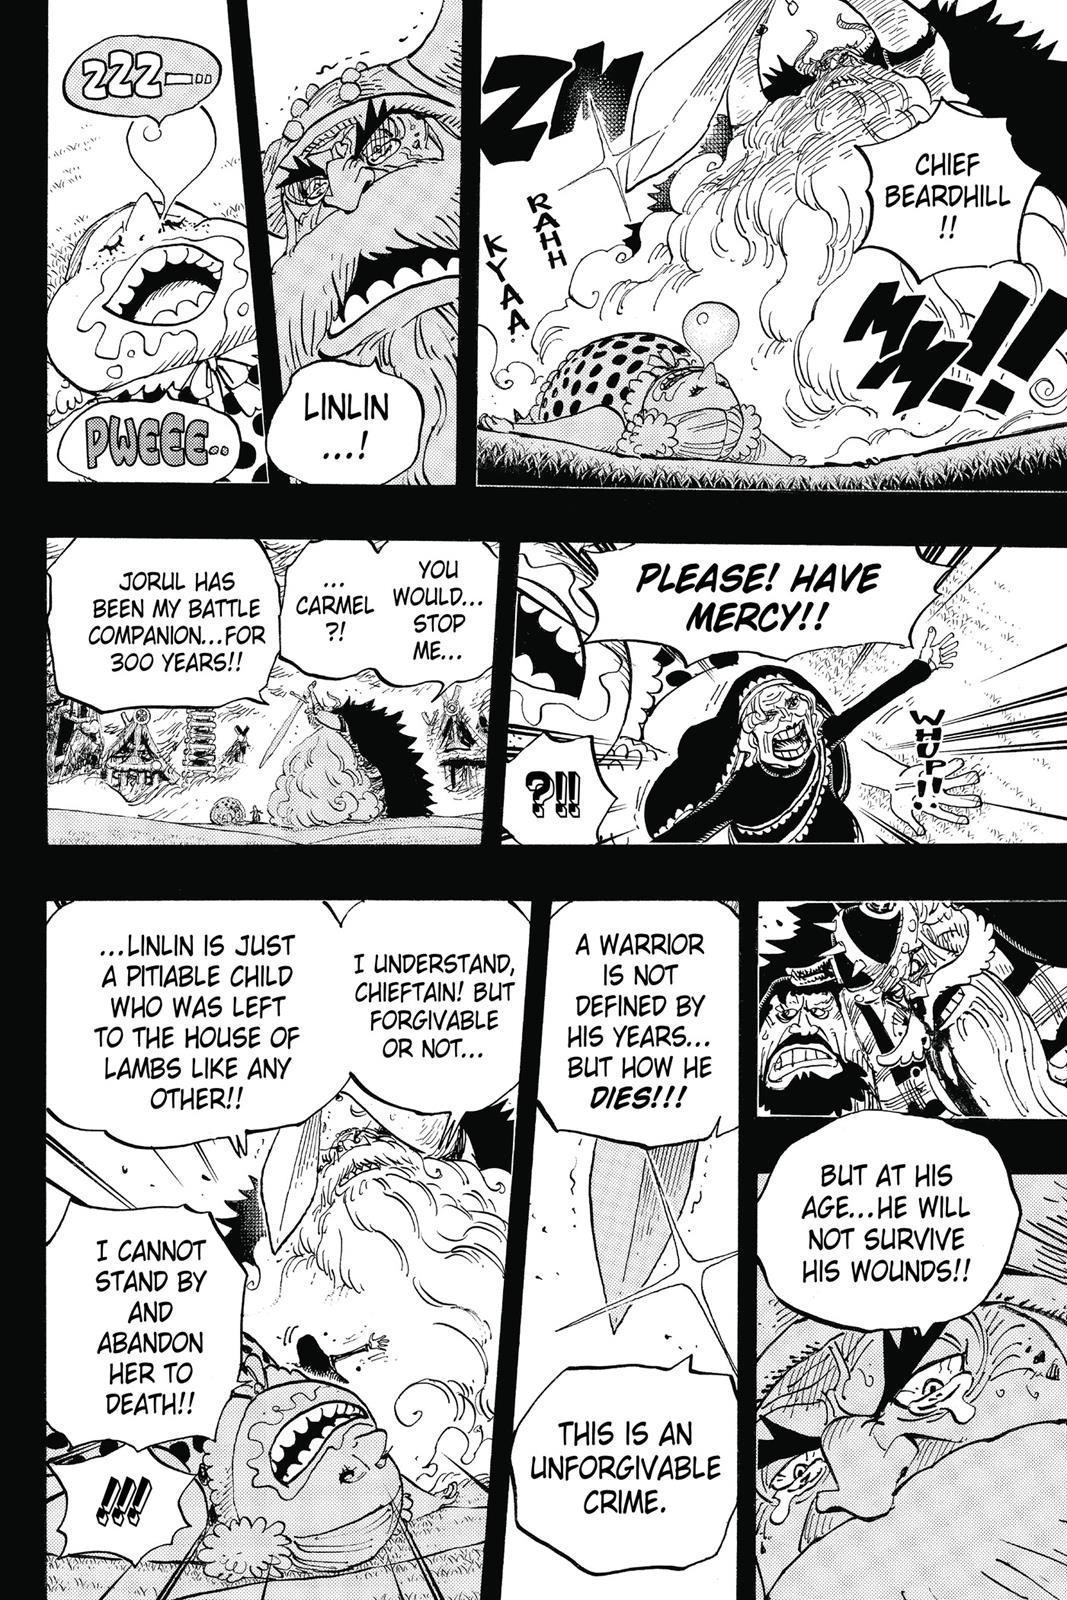 CHIEF
BEARDHILL
!!
ZM
RAHH
KYAA
MM!!
LINLIN
...!
ZZZ—...
PWEEE..
PLEASE! HAVE
MERCY!!
WHUP!!
?!!
YOU
WOULD...
STOP
ME...
...
CARMEL
?!
JORUL HAS
BEEN MY BATTLE
COMPANION...FOR
300 YEARS!!
BUT AT HIS
AGE...HE WILL
NOT SURVIVE
HIS WOUNDS!!
A WARRIOR
IS NOT
DEFINED BY
HIS YEARS...
BUT HOW HE
DIES!!!
THIS IS AN
UNFORGIVABLE
CRIME.
I UNDERSTAND,
CHIEFTAIN! BUT
FORGIVABLE
OR NOT...
...LINLIN IS JUST
A PITIABLE CHILD
WHO WAS LEFT
TO THE HOUSE OF
LAMBS LIKE ANY
OTHER!!
I CANNOT
STAND BY
AND
ABANDON
HER TO
DEATH!!
!!!